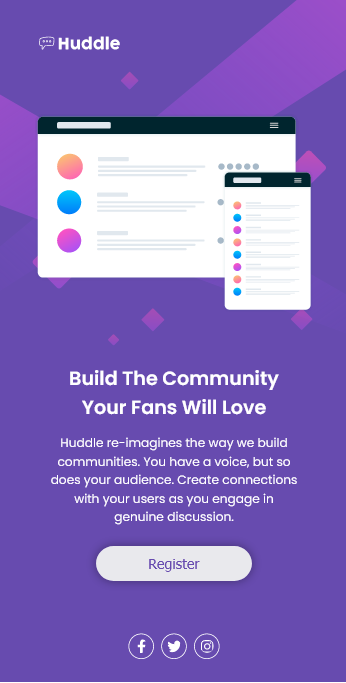 Huddle
Build The Community
Your Fans Will Love
Huddle re-imagines the way we build
communities. You have a voice, but so
does your audience. Create connections
with your users as you engage in
genuine discussion.
Register